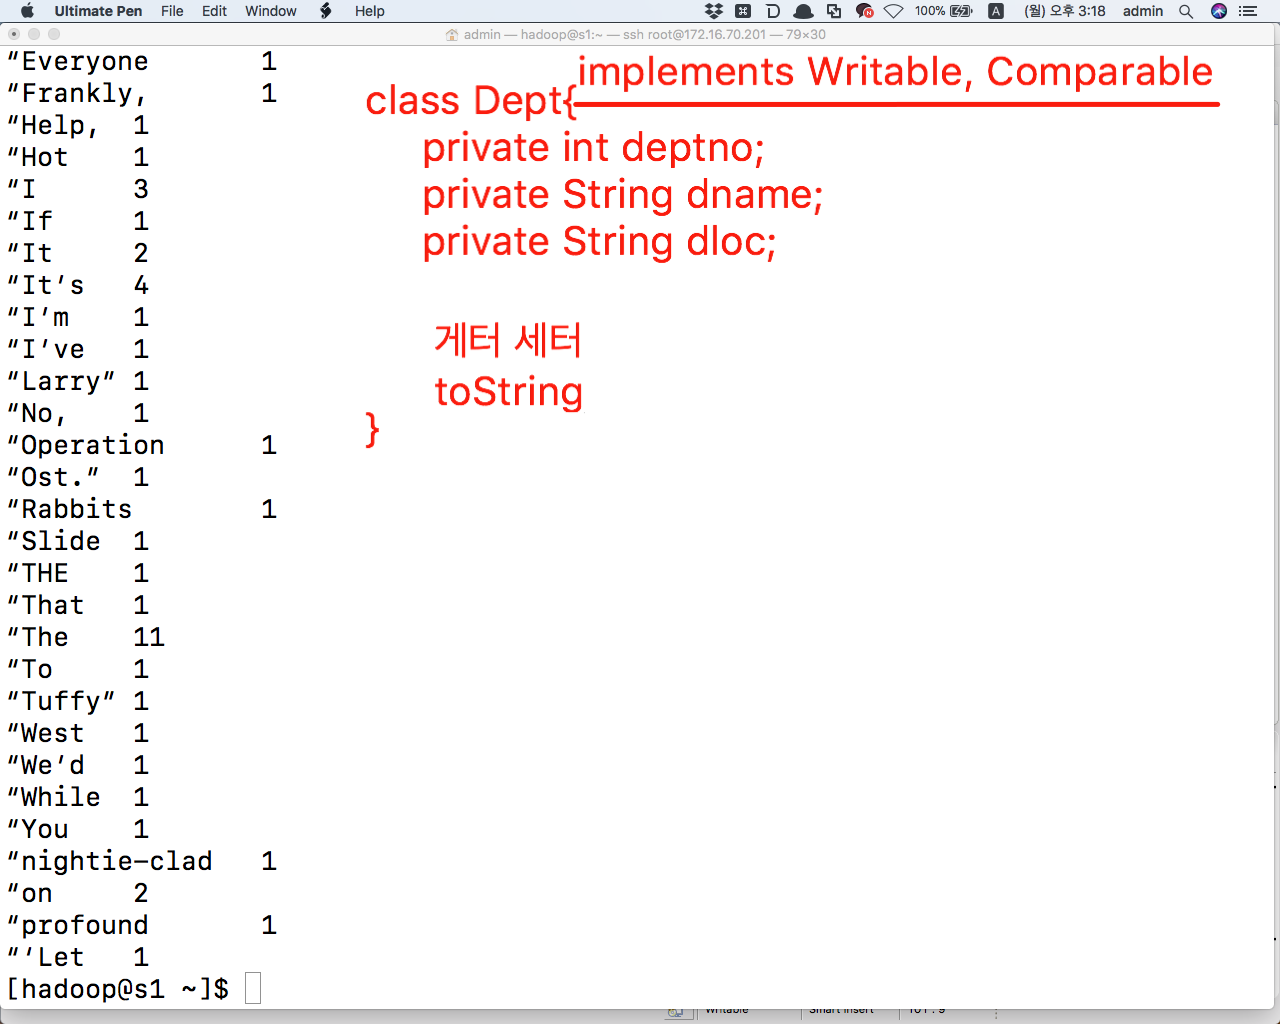 Ultimate Pen File Edit Window Help 100% A (월) 오후 3:18 admin
admin — hadoop@s1:~ — ssh root@172.16.70.201 — 79×30
“Everyone 1
“Frankly, 1
“Help, 1
“Hot 1
“I 3
“If 1
“It 2
“It’s 4
“I’m 1
“I’ve 1
“Larry” 1
“No, 1
“Operation 1
“Ost.” 1
“Rabbits 1
“Slide 1
“THE 1
“That 1
“The 11
“To 1
“Tuffy” 1
“West 1
“We’d 1
“While 1
“You 1
“nightie-clad 1
“on 2
“profound 1
“‘Let 1
[hadoop@s1 ~]$
implements Writable, Comparable
class Dept{
private int deptno;
private String dname;
private String dloc;
게터 세터
toString
}
Writable Smart Insert 101 : 9